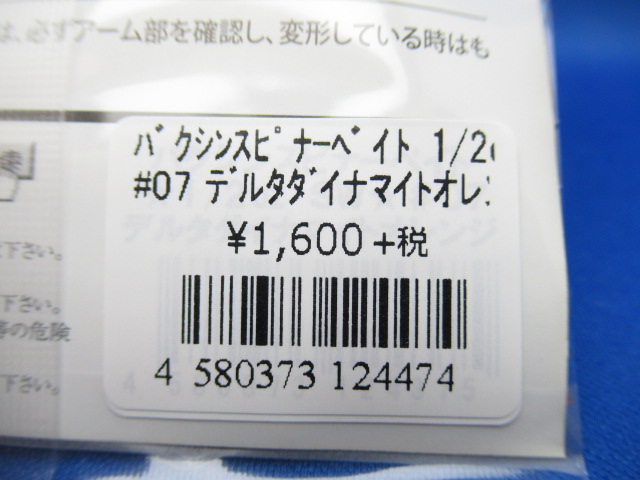 は、必ずアーム部を確認し、変形している時はも
ﾊﾞｸｼﾝｽﾋﾟﾅｰﾍﾞｲﾄ 1/2
#07 ﾃﾞﾙﾀﾀﾞｲﾅﾏｲﾄオレ
¥1,600+税
下さい。
下さい。
等の危険
下さい。
4 580373 124474